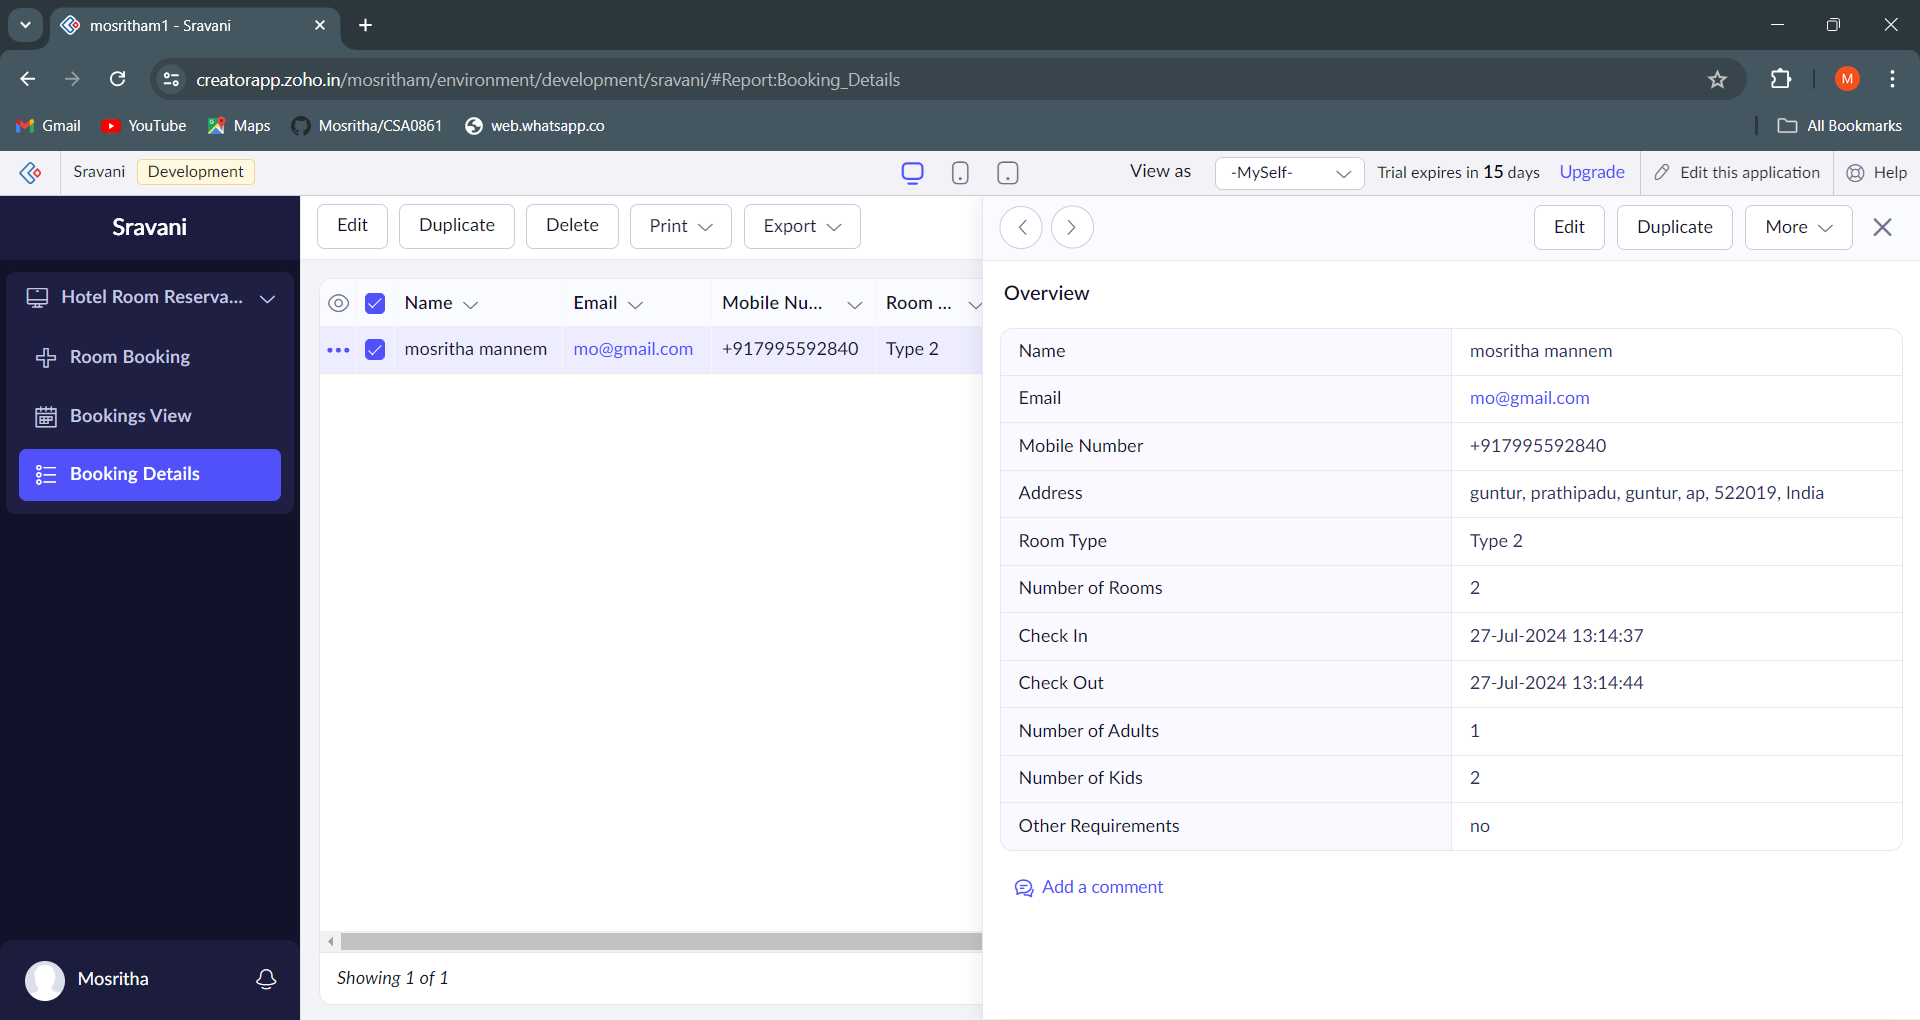 mosritham1 - Sravani
creatorapp.zoho.in/mosritham/environment/development/sravani/#Report:Booking_Details
M
Gmail YouTube Maps Mosritha/CSA0861 web.whatsapp.co All Bookmarks
Sravani Development View as -MySelf- Trial expires in 15 days Upgrade Edit this application Help
Sravani
Hotel Room Reserva...
Room Booking
Bookings View
Booking Details
Mosritha
Edit Duplicate Delete Print Export
Name Email Mobile Nu... Room ...
mosritha mannem mo@gmail.com +917995592840 Type 2
Showing 1 of 1
Edit Duplicate More
Overview
Name mosritha mannem
Email mo@gmail.com
Mobile Number +917995592840
Address guntur, prathipadu, guntur, ap, 522019, India
Room Type Type 2
Number of Rooms 2
Check In 27-Jul-2024 13:14:37
Check Out 27-Jul-2024 13:14:44
Number of Adults 1
Number of Kids 2
Other Requirements no
Add a comment